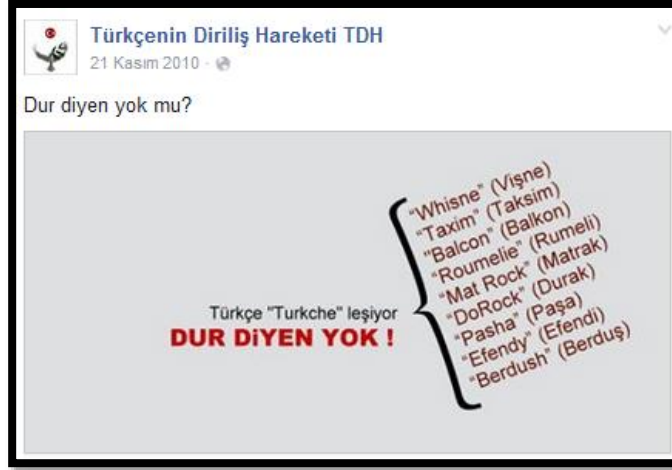 Türkçenin Diriliş Hareketi TDH
21 Kasım 2010 ·
Dur diyen yok mu?
"Whisne" (Vişne)
"Taxim" (Taksim)
"Balcon" (Balkon)
"Roumelie" (Rumeli)
"Mat Rock" (Matrak)
"DoRock" (Durak)
"Pasha" (Paşa)
"Efendy" (Efendi)
"Berdush" (Berduş)
Türkçe "Turkche" leşiyor
DUR DiYEN YOK !